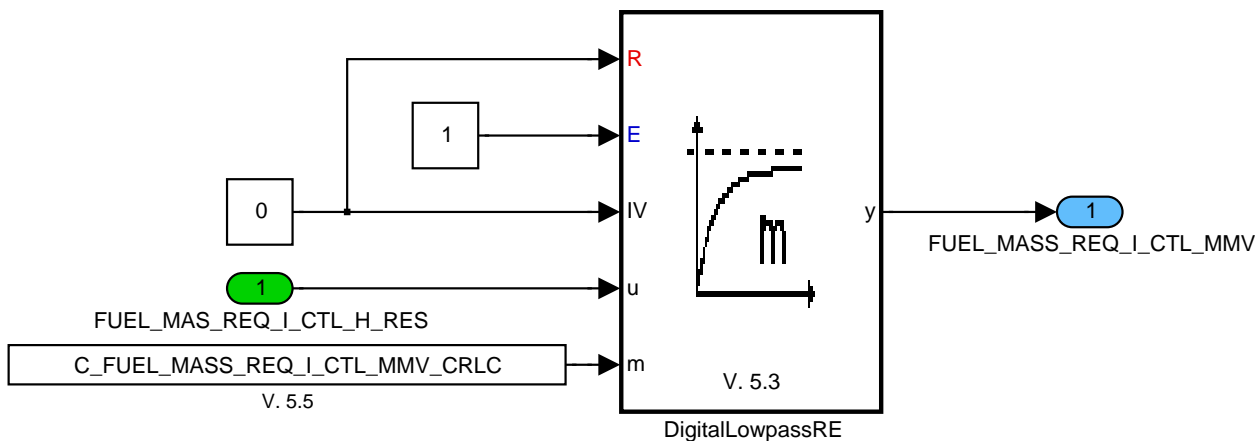 R
1
E
0
IV
y
1
FUEL_MASS_REQ_I_CTL_MMV
1
u
FUEL_MAS_REQ_I_CTL_H_RES
C_FUEL_MASS_REQ_I_CTL_MMV_CRLC
m
V. 5.3
V. 5.5
DigitalLowpassRE
m